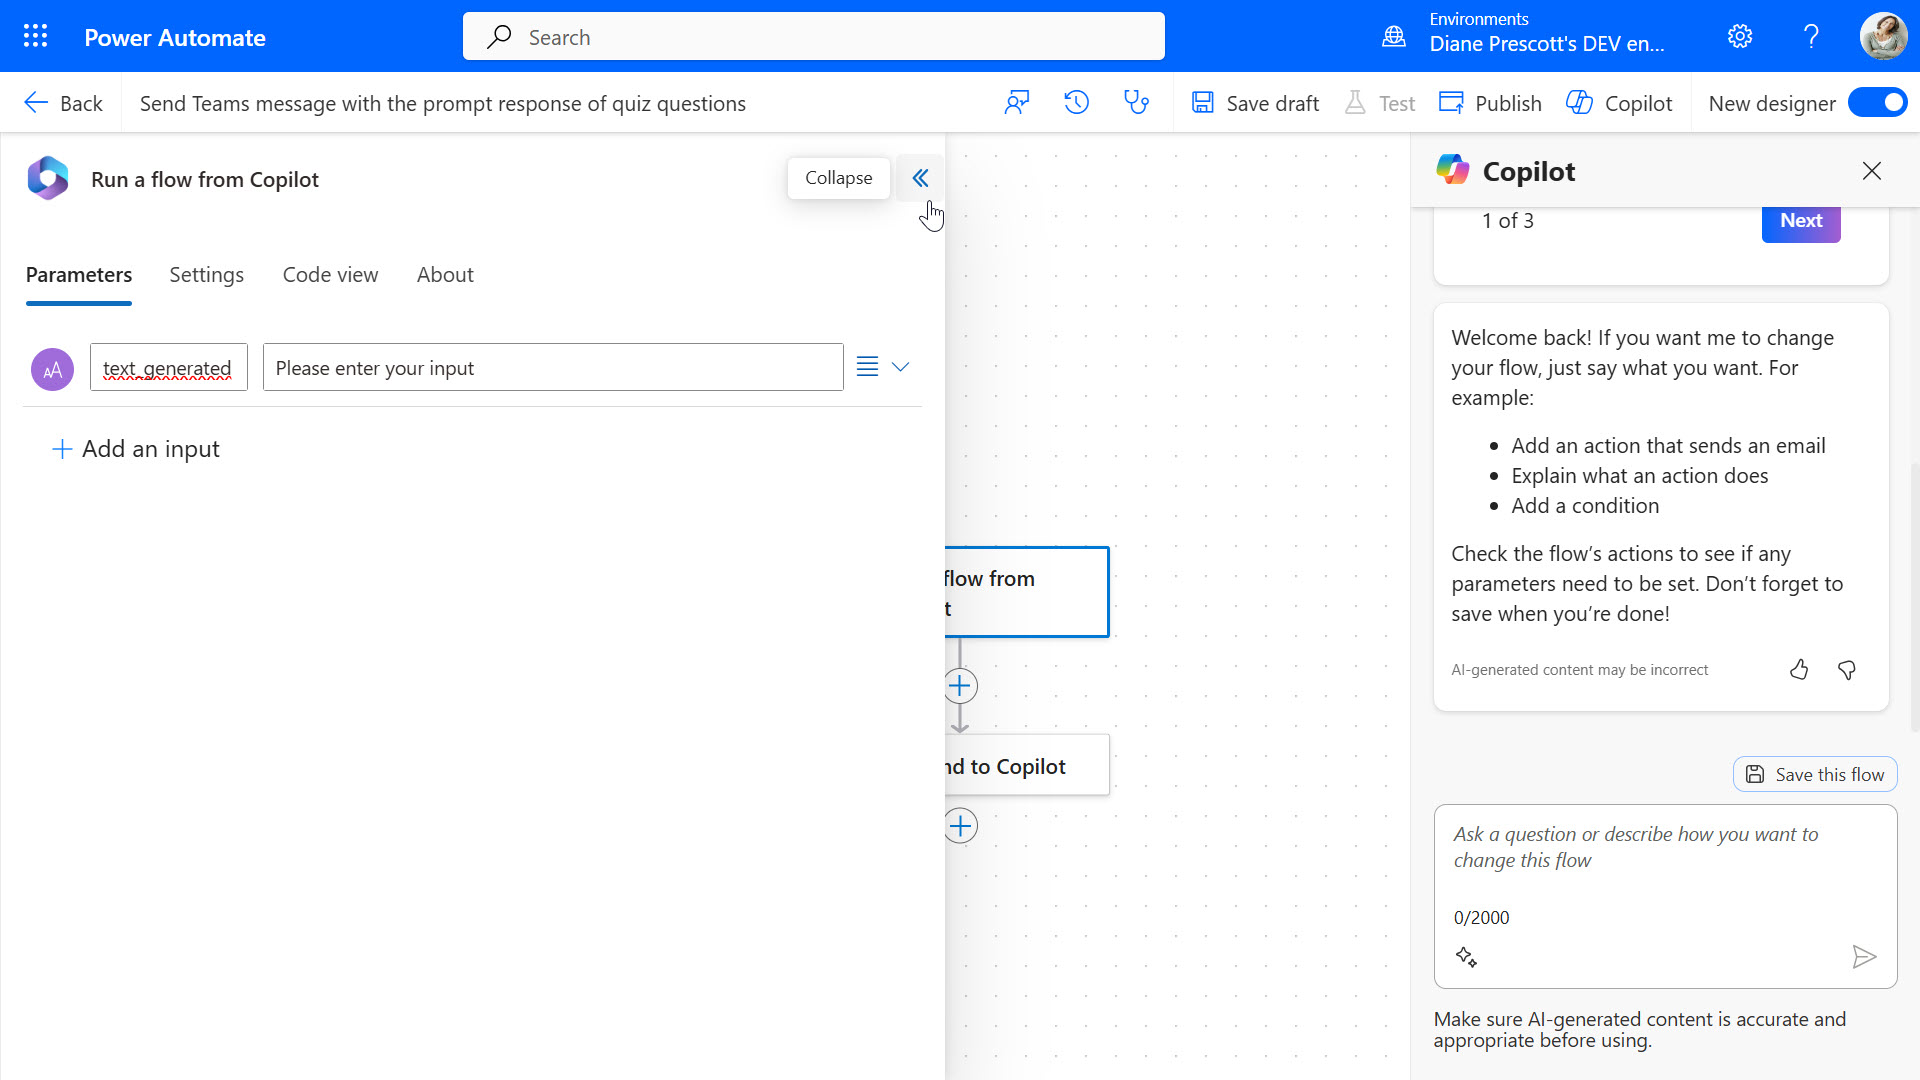 Power Automate
Search
Environments
Diane Prescott's DEV en...
Back
Send Teams message with the prompt response of quiz questions
Save draft
Test
Publish
Copilot
New designer
Run a flow from Copilot
Collapse
Parameters
Settings
Code view
About
AA
text_generated
Please enter your input
Add an input
flow from
t
nd to Copilot
Copilot
1 of 3
Next
Welcome back! If you want me to change
your flow, just say what you want. For
example:
• Add an action that sends an email
• Explain what an action does
• Add a condition
Check the flow’s actions to see if any
parameters need to be set. Don’t forget to
save when you’re done!
AI-generated content may be incorrect
Save this flow
Ask a question or describe how you want to
change this flow
0/2000
Make sure AI-generated content is accurate and
appropriate before using.